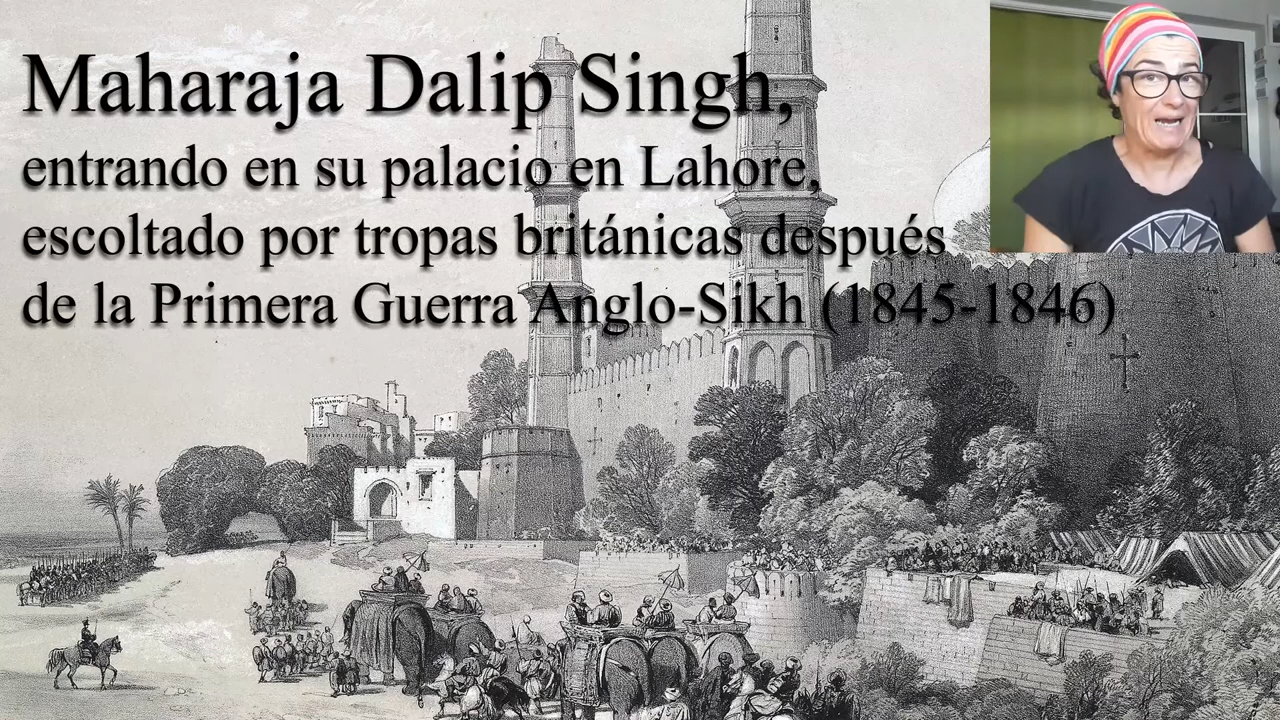 Maharaja Dalip Singh,
entrando en su palacio en Lahore,
escoltado por tropas británicas después
de la Primera Guerra Anglo-Sikh (1845-1846)